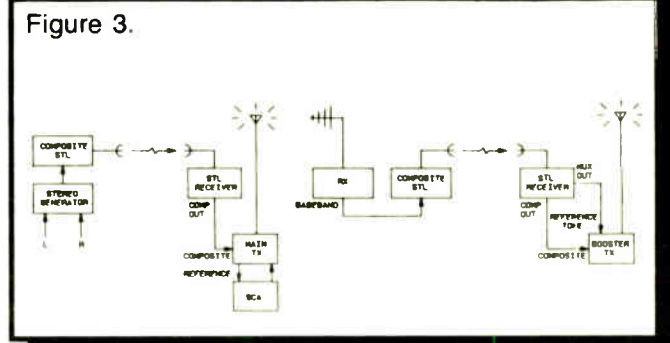 Figure 3.
COMPOSITE
STL
STEREO
GENERATOR
L
R
STL
RECEIVER
COMP
OUT
COMPOSITE
MAIN
TX
REFERENCE
SCA
RX
BASEBAND
COMPOSITE
STL
STL
RECEIVER
MUX
OUT
COMP
OUT
REFERENCE
TONE
COMPOSITE
BOOSTER
TX